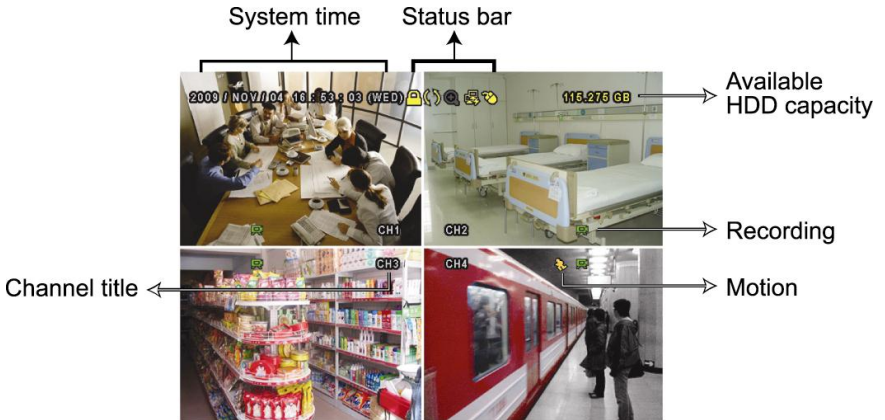 System time
Status bar
2009 / NOV / 04 16 : 53 : 03 (WED)
115.275 GB
Available
HDD capacity
CH1
CH2
Recording
CH3
CH4
Channel title
Motion